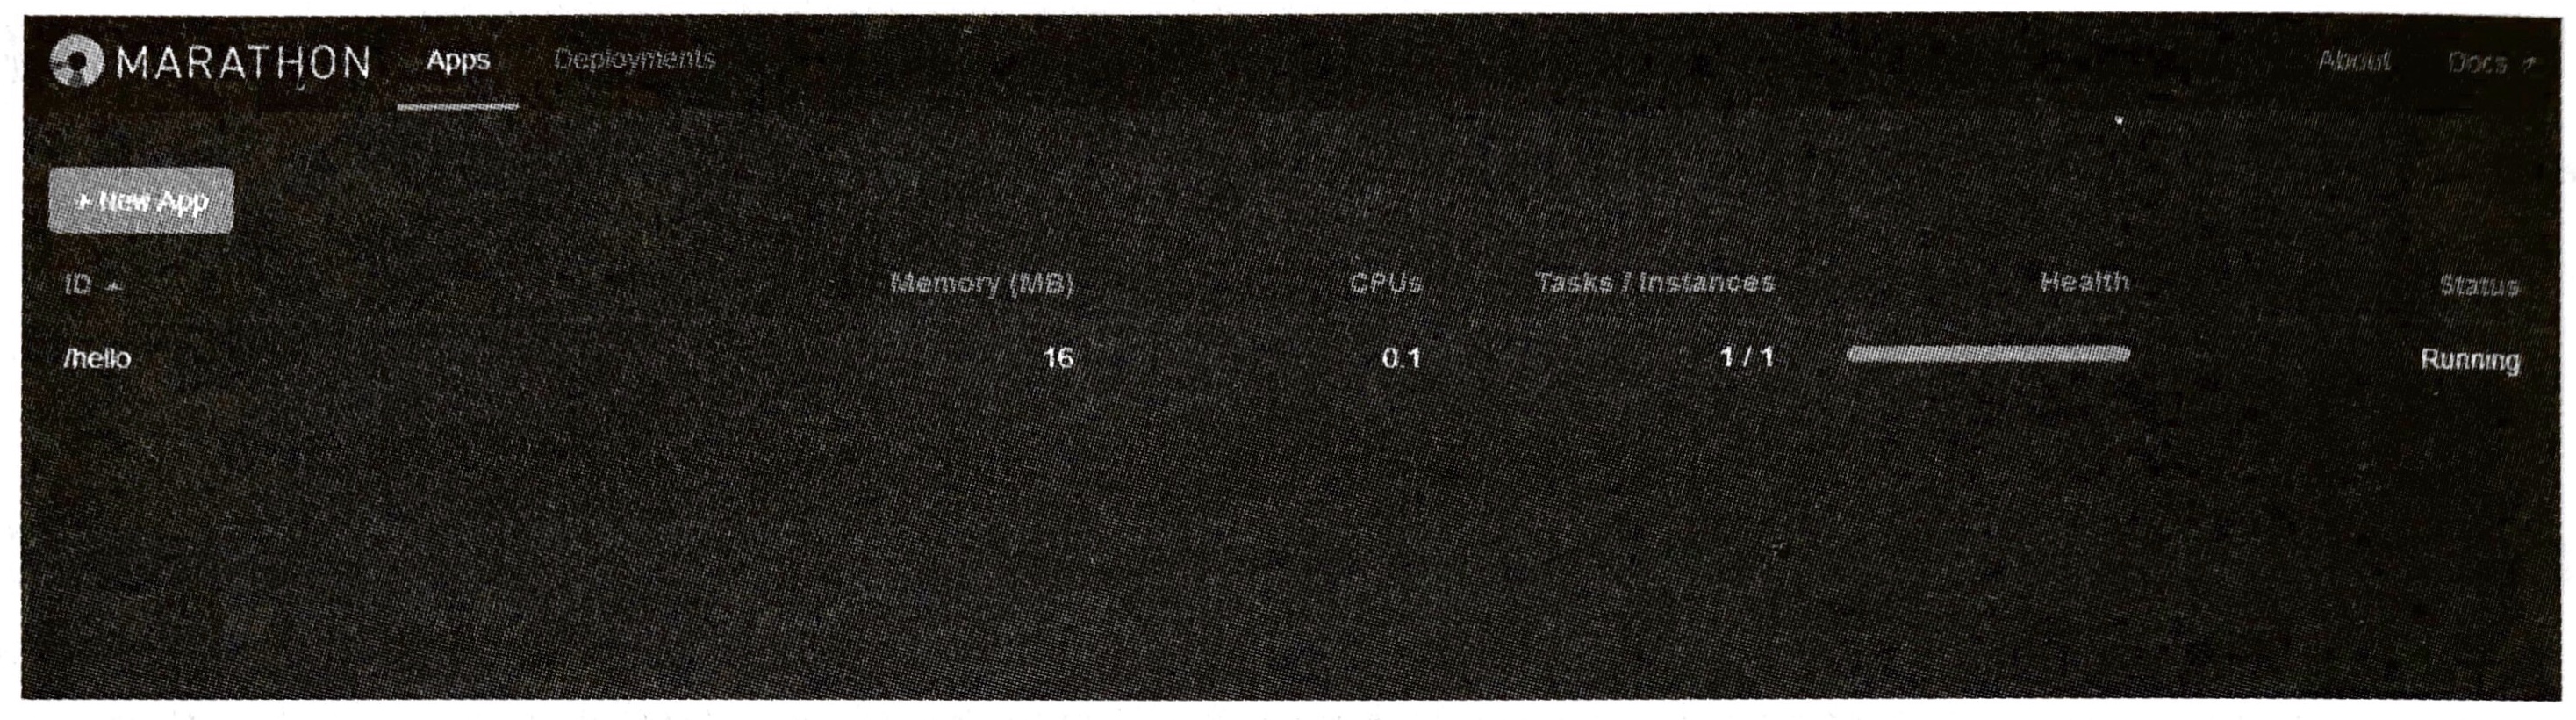 MARATHON Apps Deployments About Docs ↗
+ New App
ID Memory (MB) CPUs Tasks / Instances Health Status
/hello 16 0.1 1 / 1 Running